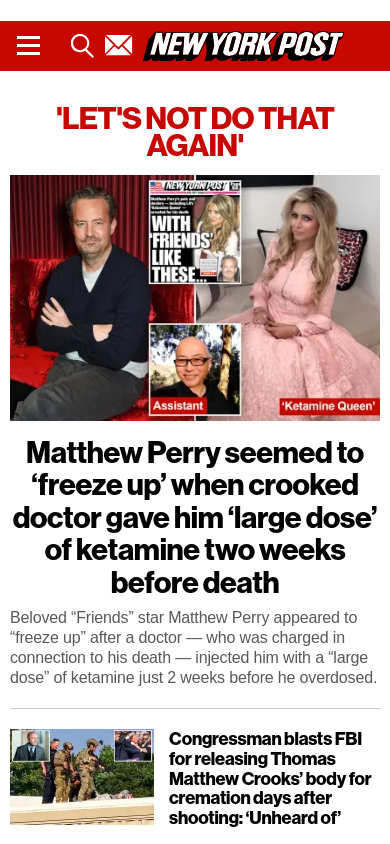 NEW YORK POST
'LET'S NOT DO THAT
AGAIN'
NEW YORK POST
WITH
'FRIENDS'
LIKE
THESE...
Assistant
'Ketamine Queen'
Matthew Perry seemed to
‘freeze up’ when crooked
doctor gave him ‘large dose’
of ketamine two weeks
before death
Beloved “Friends” star Matthew Perry appeared to
“freeze up” after a doctor — who was charged in
connection to his death — injected him with a “large
dose” of ketamine just 2 weeks before he overdosed.
Congressman blasts FBI
for releasing Thomas
Matthew Crooks’ body for
cremation days after
shooting: ‘Unheard of’